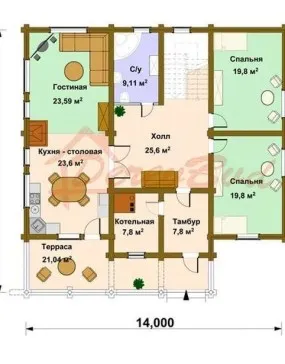 Гостиная
23,59 м²
С/у
9,11 м²
Спальня
19,8 м²
Холл
25,6 м²
Кухня - столовая
23,6 м²
Спальня
19,8 м²
Котельная
7,8 м²
Тамбур
7,8 м²
Терраса
21,04 м²
14,000